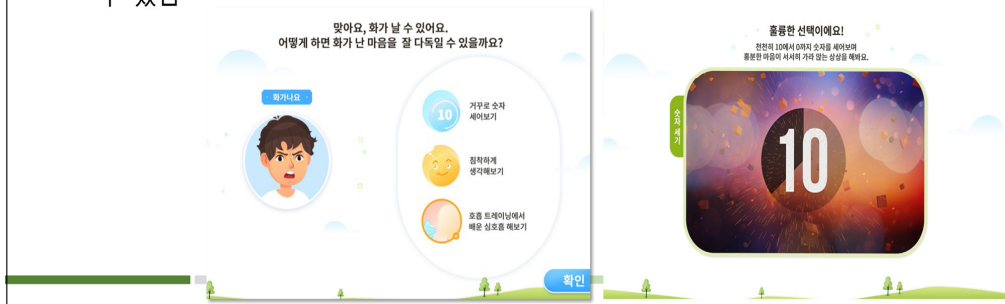 맞아요, 화가 날 수 있어요.
어떻게 하면 화가 난 마음을 잘 다독일 수 있을까요?
화가나요
10
거꾸로 숫자
세어보기
침착하게
생각해보기
호흡 트레이닝에서
배운 심호흡 해보기
확인
훌륭한 선택이에요!
천천히 10에서 0까지 숫자를 세어보며
흥분한 마음이 서서히 가라 앉는 상상을 해봐요.
숫자 세기
10